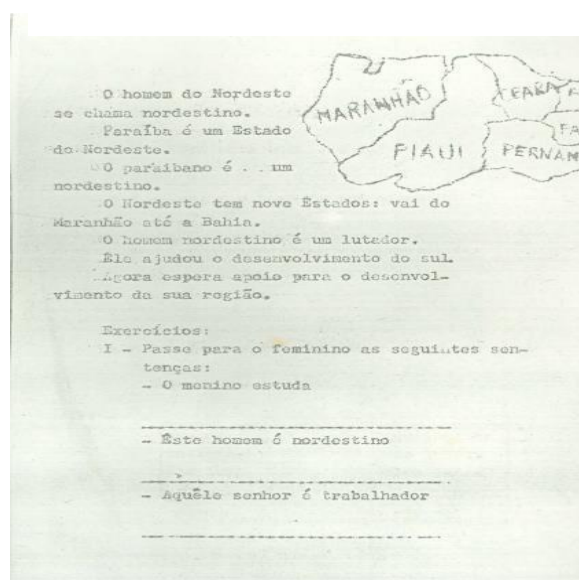 O homem do Nordeste
se chama nordestino.
Paraíba é um Estado
do Nordeste.
O paraibano é . . um
nordestino.
O Nordeste tem nove Estados: vai do
Maranhão até a Bahia.
O homem nordestino é um lutador.
Êle ajudou o desenvolvimento do sul.
Agora espera apoio para o desenvol-
vimento da sua região.
MARANHÃO
CEARA
PIAUI
PERNAM
Exercícios:
I - Passe para o feminino as seguintes sen-
tenças:
- O menino estuda
- Êste homem é nordestino
- Aquêle senhor é trabalhador